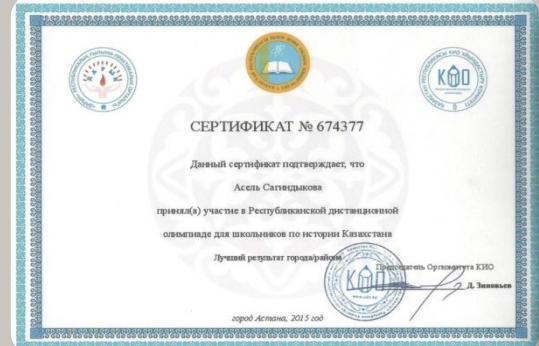 СЕРТИФИКАТ № 674377
Данный сертификат подтверждает, что
Асель Сагиндыкова
принял(а) участие в Республиканской дистанционной
олимпиаде для школьников по истории Казахстана
Лучший результат города/района
Председатель Оргкомитета КИО
Д. Зиновьев
город Астана, 2015 год